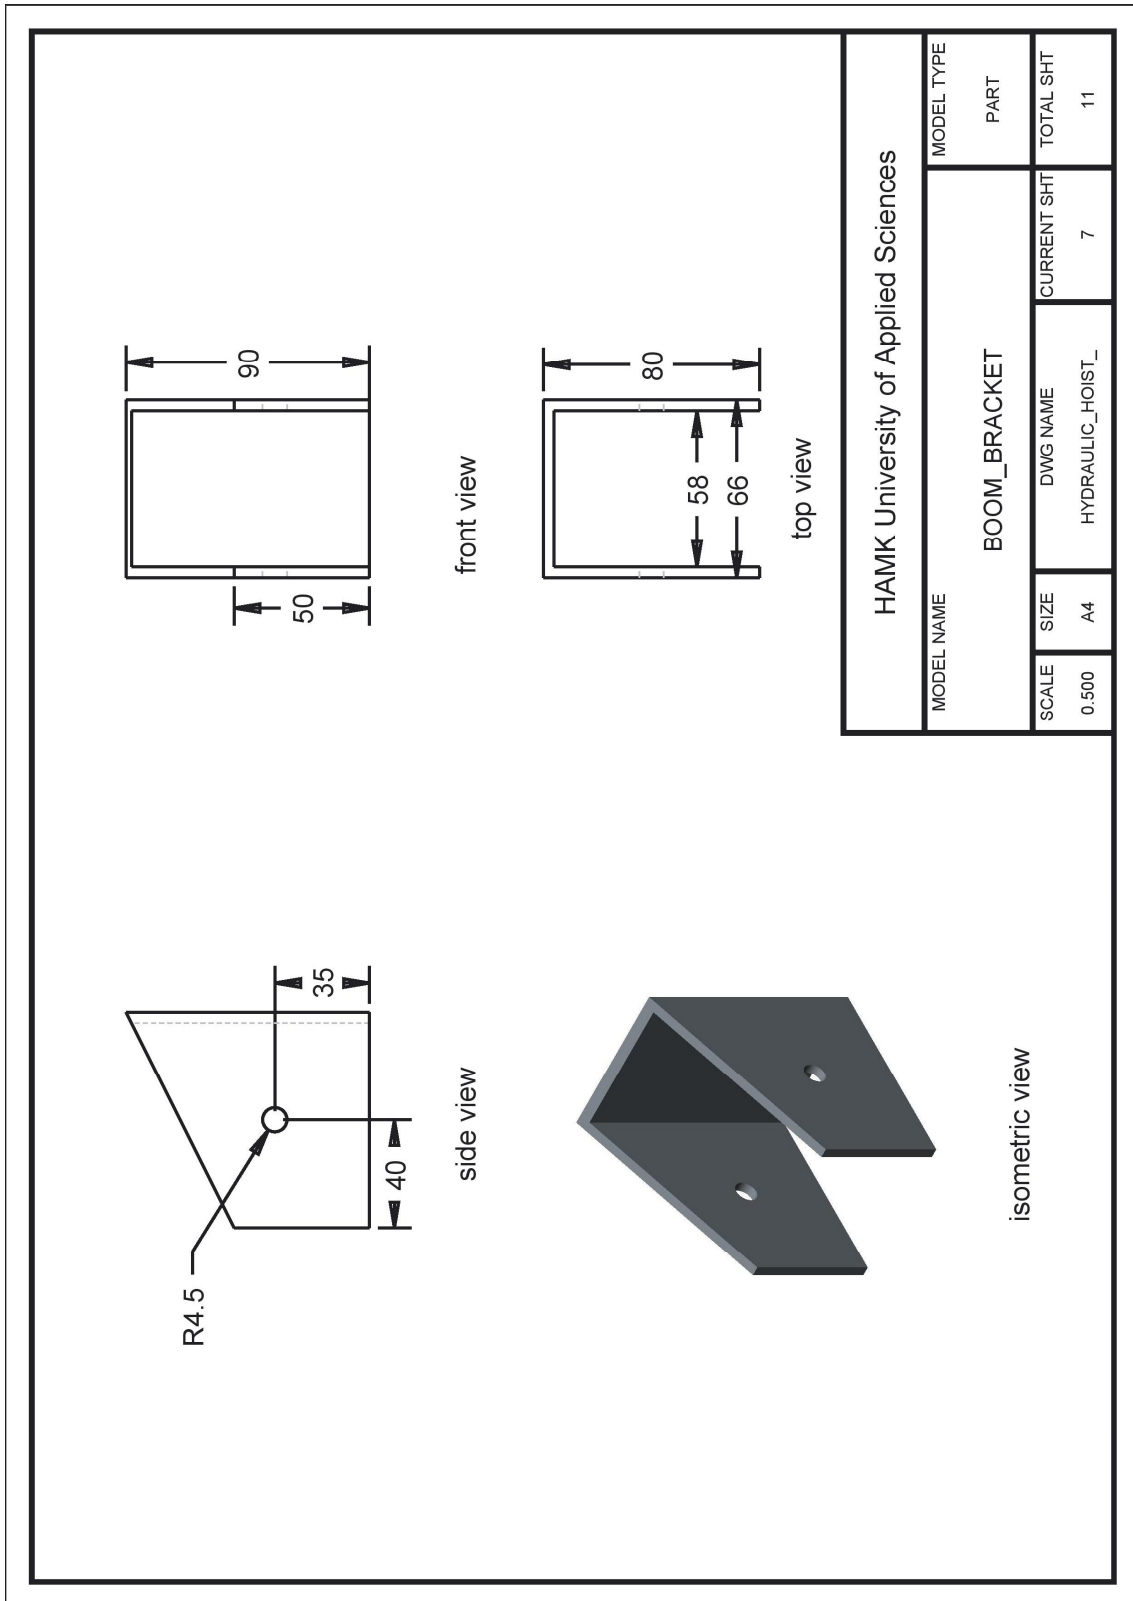 R4.5
35
40
50
90
side view
front view
80
58
66
top view
isometric view
HAMK University of Applied Sciences
MODEL NAME
MODEL TYPE
BOOM_BRACKET
PART
SCALE SIZE DWG NAME CURRENT SHT TOTAL SHT
0.500 A4 HYDRAULIC_HOIST_ 7 11